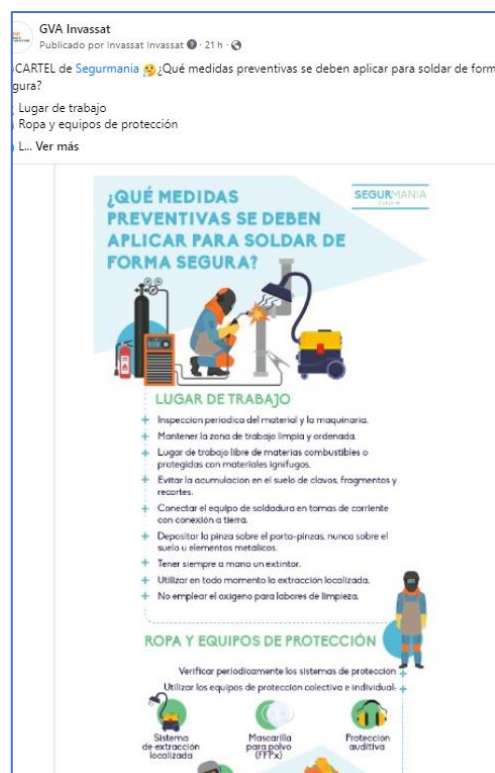 GVA Invassat
Publicado por Invassat Invassat · 21 h ·
CARTEL de Segurmania ¿Qué medidas preventivas se deben aplicar para soldar de form
gura?
Lugar de trabajo
Ropa y equipos de protección
L... Ver más
¿QUÉ MEDIDAS
PREVENTIVAS SE DEBEN
APLICAR PARA SOLDAR DE
FORMA SEGURA?
SEGURMANIA
LUGAR DE TRABAJO
Inspección periodica del material y la maquinaria.
Mantener la zona de trabajo limpia y ordenada.
Lugar de trabajo libre de materias combustibles o
protegidas con materiales ignífugos.
Evitar la acumulacion en el suelo de clavos, fragmentos y
recortes.
Conectar el equipo de soldadura en tomas de corriente
con conexión a tierra.
Depositar la pinza sobre el porta-pinzas, nunca sobre el
suelo u elementos metálicos.
Tener siempre a mano un extintor.
Utilizar en todo momento la extracción localizada.
No emplear el oxígeno para labores de limpieza.
ROPA Y EQUIPOS DE PROTECCIÓN
Verificar periodicamente los sistemas de protección
Utilizar los equipos de protección colectiva e individual.
Sistema
de extracción
localizada
Mascarilla
para polvo
(FFPx)
Protección
auditiva